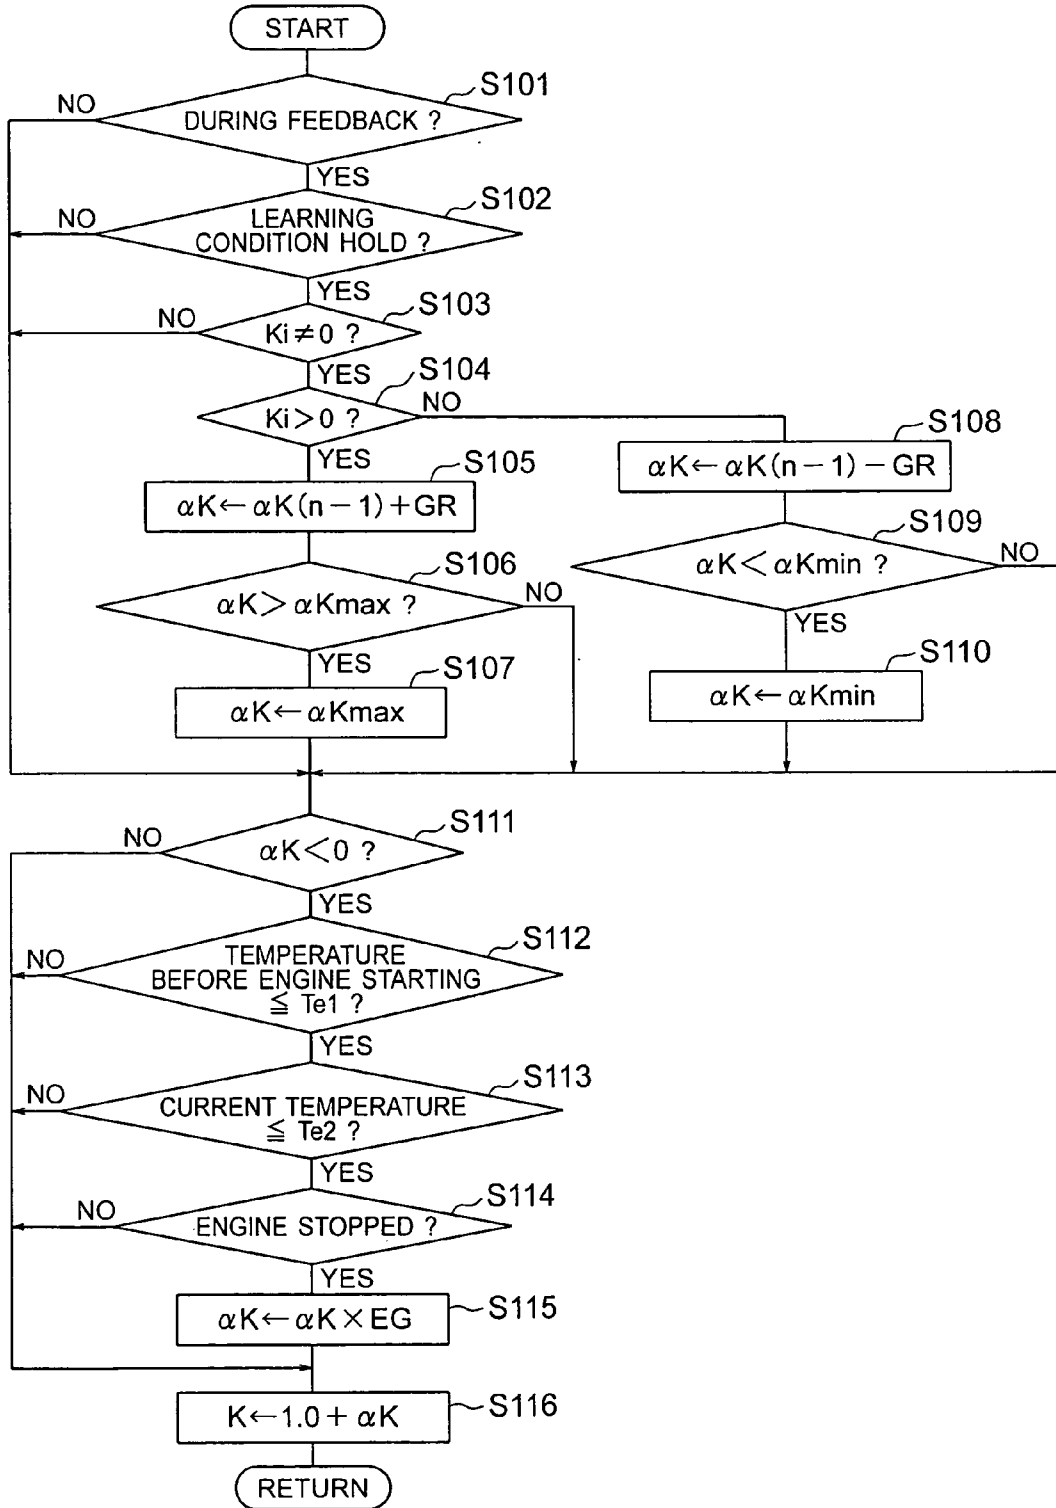 START
S101
NO
DURING FEEDBACK ?
YES
S102
NO
LEARNING
CONDITION HOLD ?
YES
S103
NO
Ki≠0 ?
YES
S104
Ki>0 ?
NO
YES
S105
αK←αK(n−1)+GR
S106
αK>αKmax ?
NO
YES
S107
αK←αKmax
S108
αK←αK(n−1)−GR
S109
αK<αKmin ?
NO
YES
S110
αK←αKmin
S111
NO
αK<0 ?
YES
S112
NO
TEMPERATURE
BEFORE ENGINE STARTING
≦ Te1 ?
YES
S113
NO
CURRENT TEMPERATURE
≦ Te2 ?
YES
S114
NO
ENGINE STOPPED ?
YES
αK←αK×EG
S115
K←1.0+αK
S116
RETURN